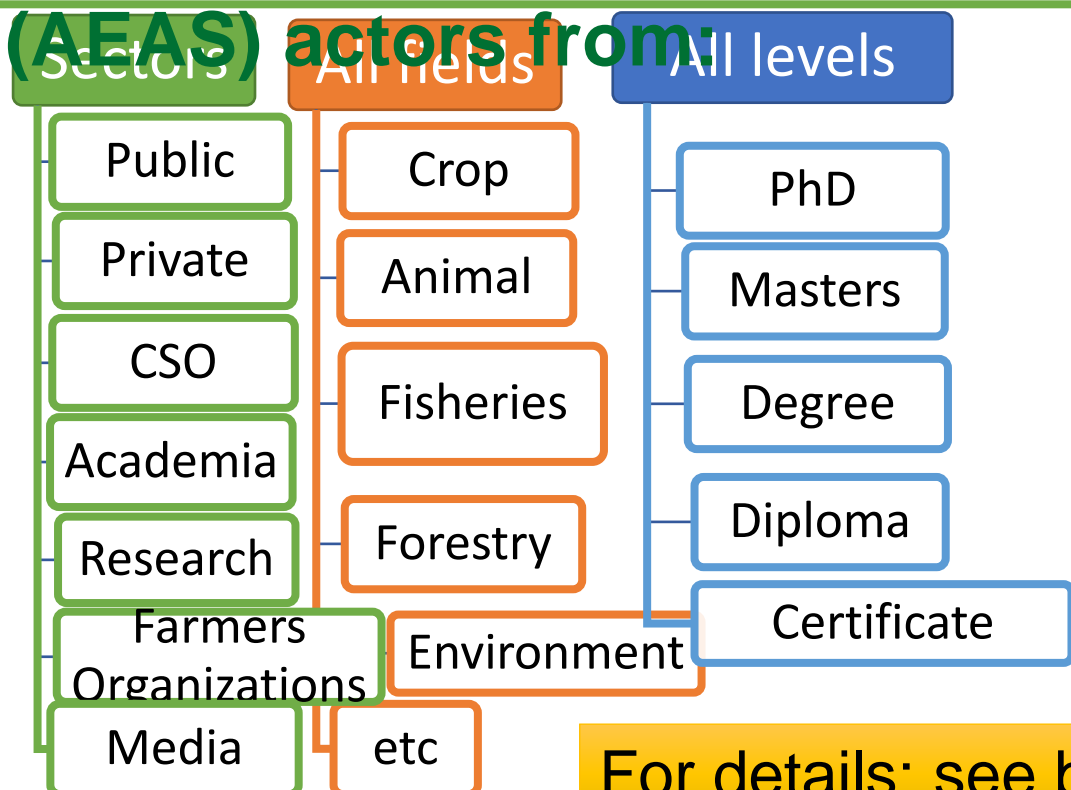 (AEAS) actors from:
Sectors
Public
Private
CSO
Academia
Research
Farmers
Organizations
Media
All fields
Crop
Animal
Fisheries
Forestry
Environment
etc
All levels
PhD
Masters
Degree
Diploma
Certificate
For details: see